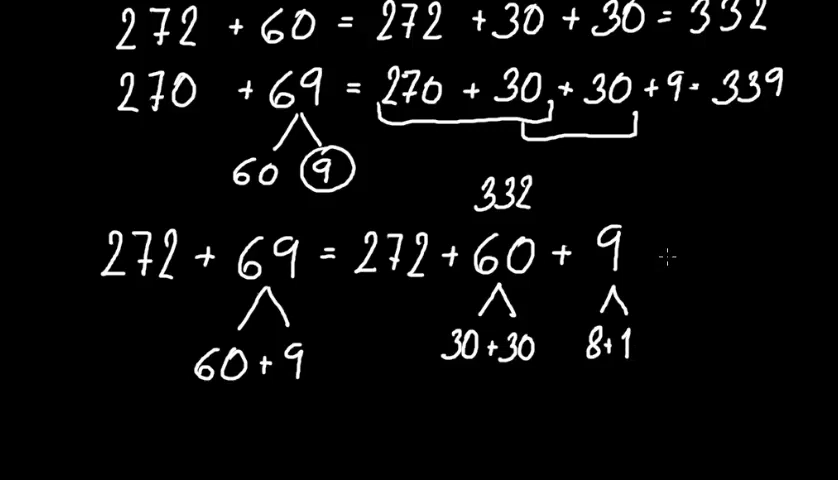 272 + 60 = 272 + 30 + 30 = 332
270 + 69 = 270 + 30 + 30 + 9 = 339
60 9
332
272 + 69 = 272 + 60 + 9
60 + 9 30 + 30 8 + 1